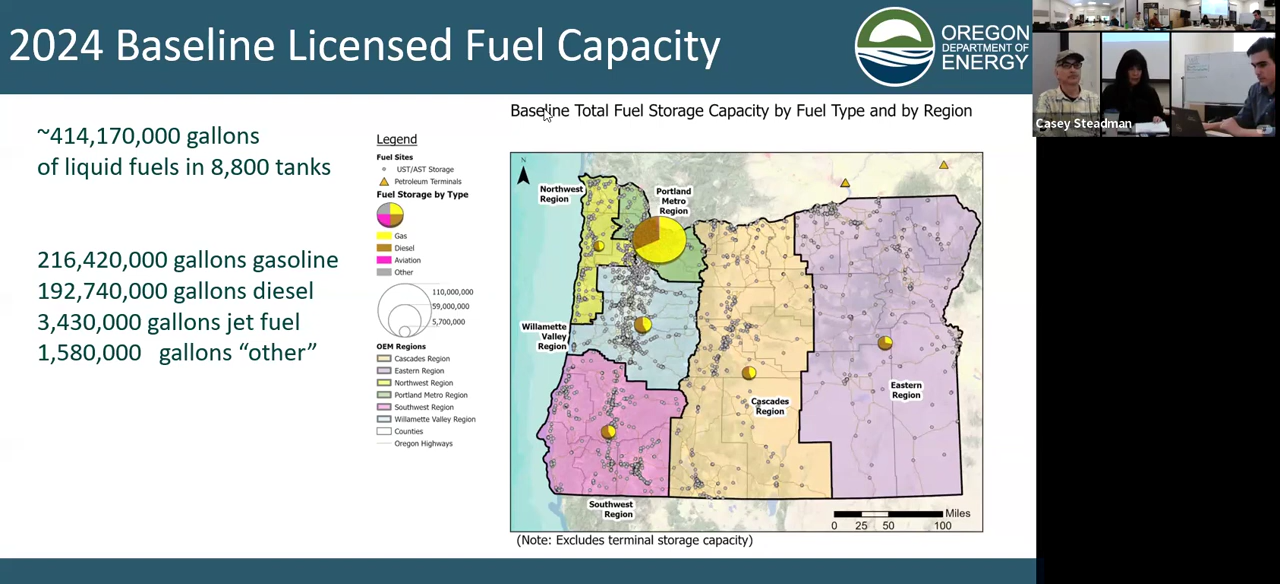 2024 Baseline Licensed Fuel Capacity
OREGON
DEPARTMENT OF
ENERGY
~414,170,000 gallons
of liquid fuels in 8,800 tanks
216,420,000 gallons gasoline
192,740,000 gallons diesel
3,430,000 gallons jet fuel
1,580,000 gallons “other”
Legend
Fuel Sites
UST/AST Storage
Petroleum Terminals
Fuel Storage by Type
Gas
Diesel
Aviation
Other
110,000,000
59,000,000
5,700,000
OEM Regions
Cascades Region
Eastern Region
Northwest Region
Portland Metro Region
Southwest Region
Willamette Valley Region
Counties
Oregon Highways
Baseline Total Fuel Storage Capacity by Fuel Type and by Region
N
Northwest
Region
Portland
Metro
Region
Willamette
Valley
Region
Cascades
Region
Eastern
Region
Southwest
Region
Miles
0 25 50 100
(Note: Excludes terminal storage capacity)
Casey Steadman